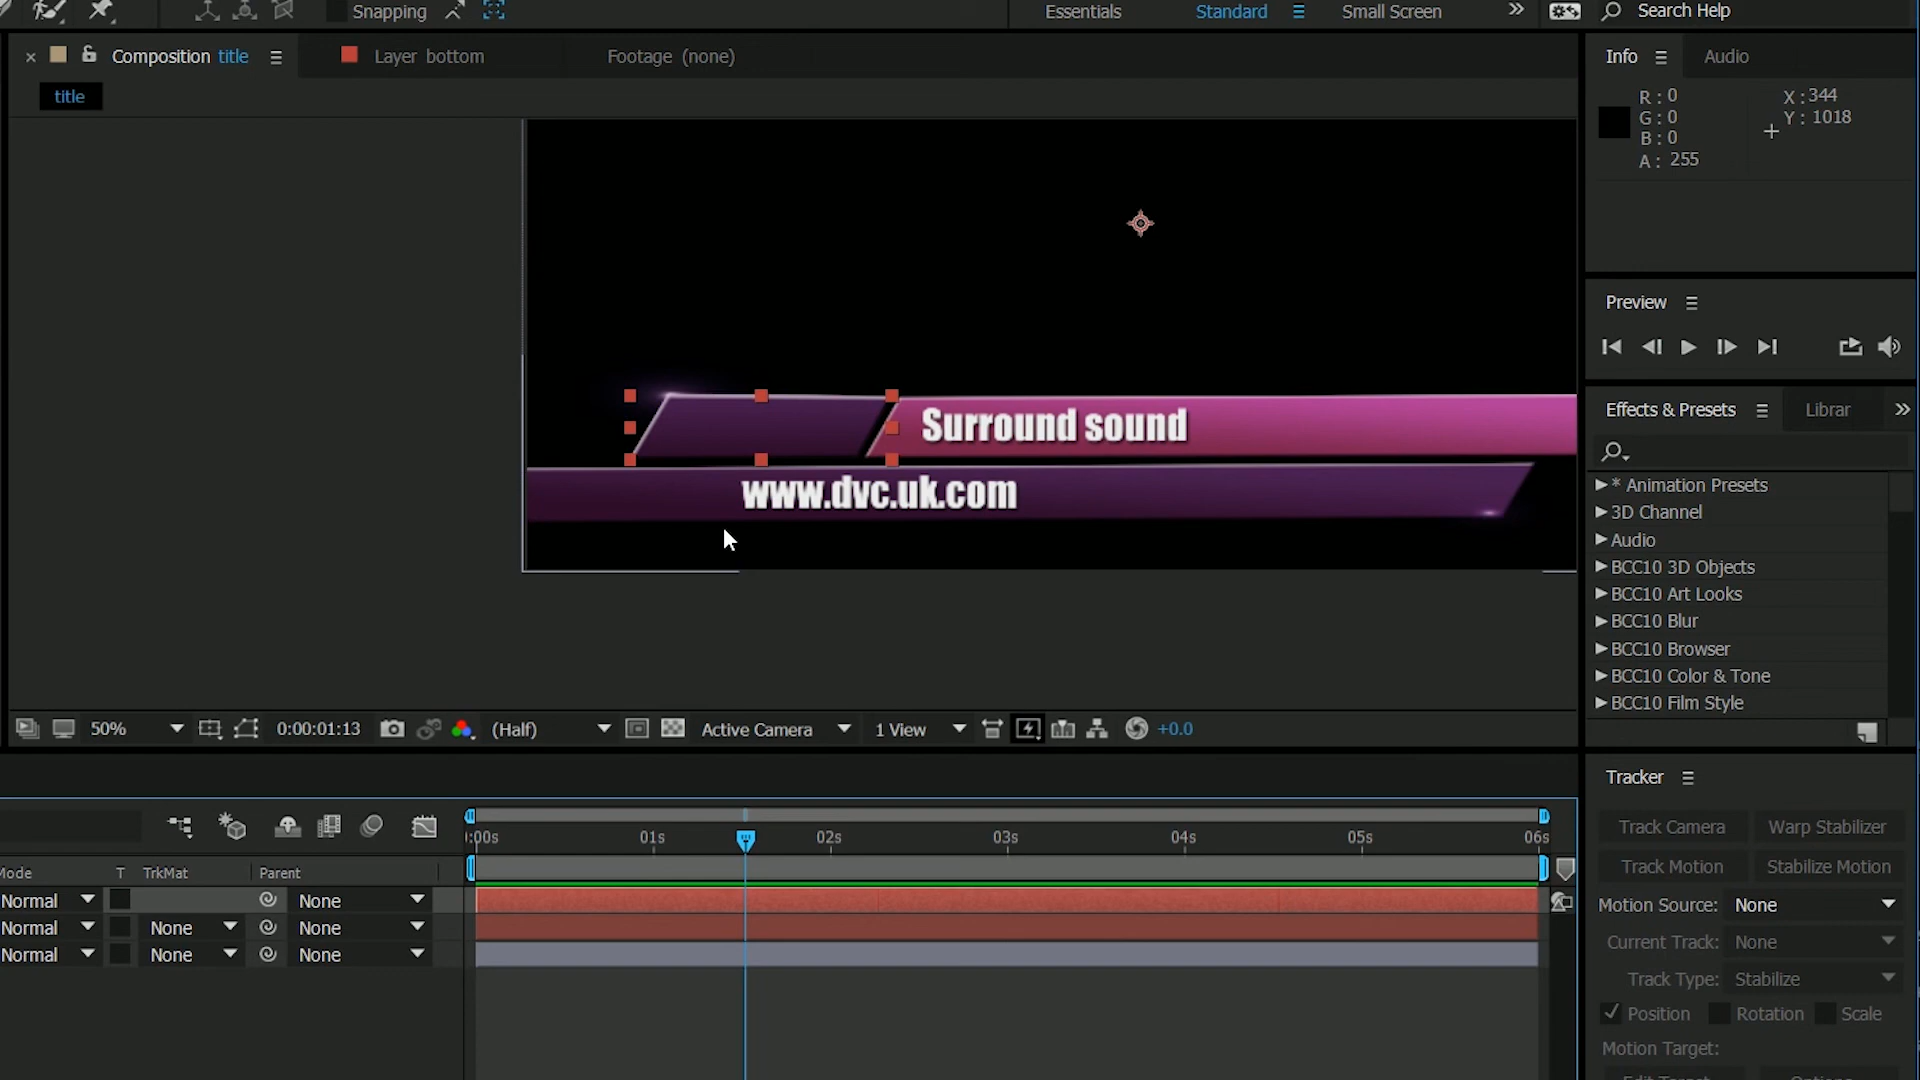 Snapping
Essentials
Standard
Small Screen
Search Help
Composition title
Layer bottom
Footage (none)
Info
Audio
title
R : 0
G : 0
B : 0
A : 255
X : 344
Y : 1018
Preview
Surround sound
www.dvc.uk.com
Effects & Presets
Librar
* Animation Presets
3D Channel
Audio
BCC10 3D Objects
BCC10 Art Looks
BCC10 Blur
BCC10 Browser
BCC10 Color & Tone
BCC10 Film Style
50%
0:00:01:13
(Half)
Active Camera
1 View
+0.0
Tracker
Track Camera
Warp Stabilizer
Track Motion
Stabilize Motion
Motion Source: None
Current Track: None
Track Type: Stabilize
Position
Rotation
Scale
Motion Target:
:00s
01s
02s
03s
04s
05s
06s
Mode
T
TrkMat
Parent
Normal
None
Normal
None
None
Normal
None
None